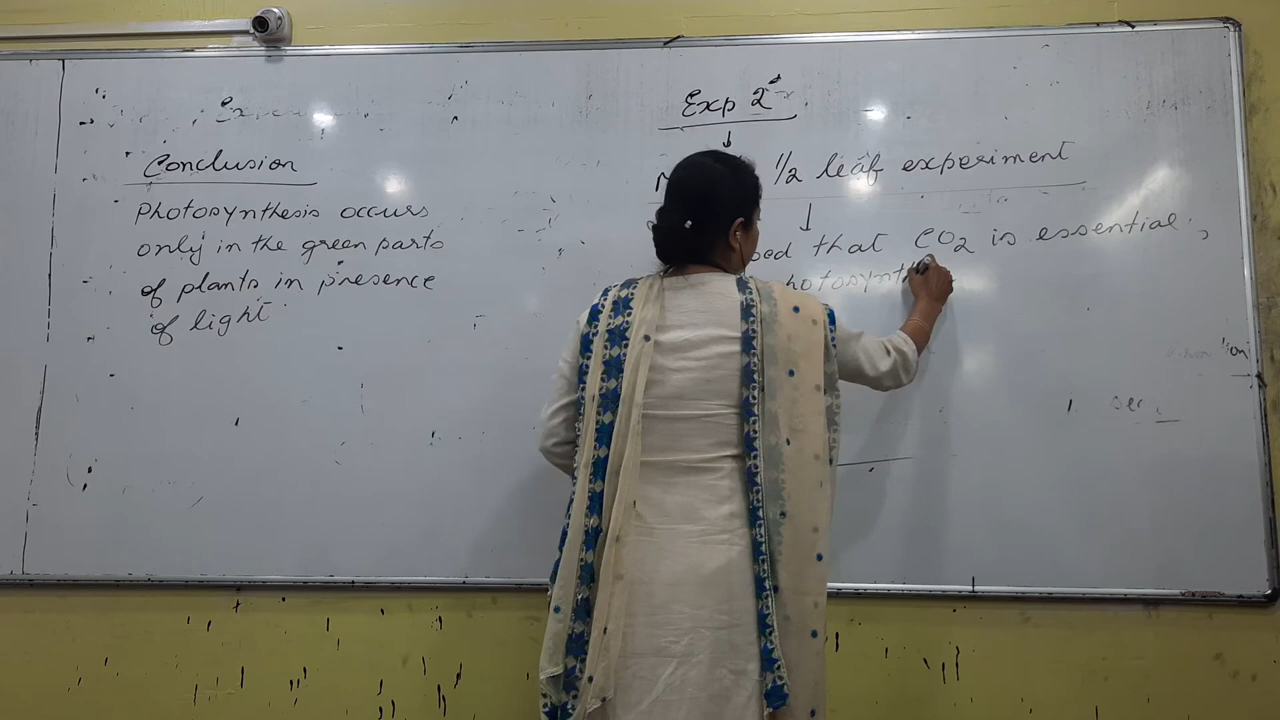 Conclusion
Photosynthesis occurs
only in the green parts
of plants in presence
of light
Exp 2
1/2 leaf experiment
that CO2 is essential